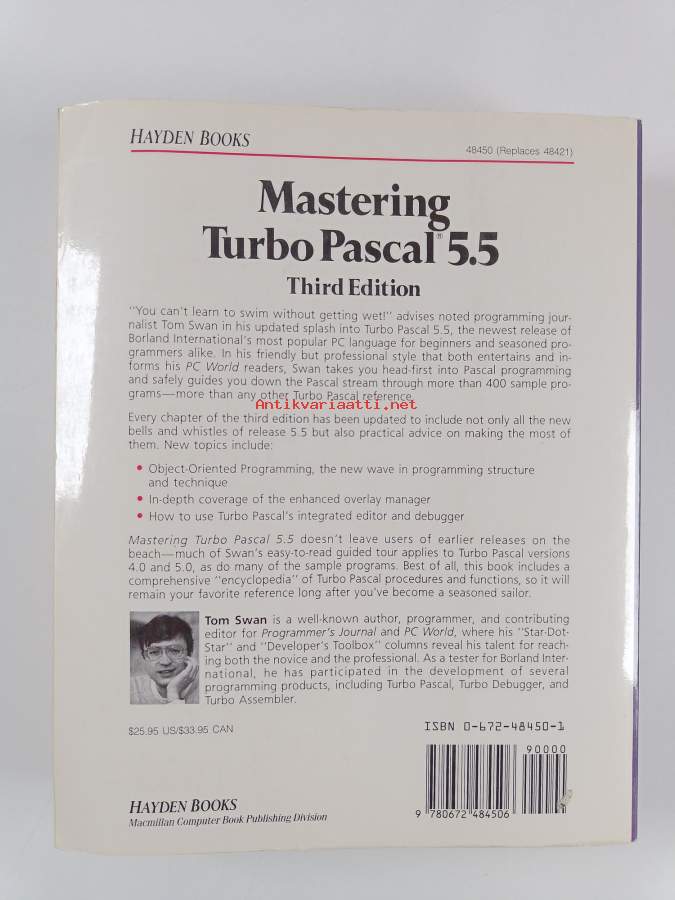 HAYDEN BOOKS
48450 (Replaces 48421)
Mastering
Turbo Pascal® 5.5
Third Edition
"You can't learn to swim without getting wet!" advises noted programming jour-
nalist Tom Swan in his updated splash into Turbo Pascal 5.5, the newest release of
Borland International's most popular PC language for beginners and seasoned pro-
grammers alike. In his friendly but professional style that both entertains and in-
forms his PC World readers, Swan takes you head-first into Pascal programming
and safely guides you down the Pascal stream through more than 400 sample pro-
grams—more than any other Turbo Pascal reference.
Antikvariaatti.net
Every chapter of the third edition has been updated to include not only all the new
bells and whistles of release 5.5 but also practical advice on making the most of
them. New topics include:
• Object-Oriented Programming, the new wave in programming structure
and technique
• In-depth coverage of the enhanced overlay manager
• How to use Turbo Pascal's integrated editor and debugger
Mastering Turbo Pascal 5.5 doesn't leave users of earlier releases on the
beach—much of Swan's easy-to-read guided tour applies to Turbo Pascal versions
4.0 and 5.0, as do many of the sample programs. Best of all, this book includes a
comprehensive "encyclopedia" of Turbo Pascal procedures and functions, so it will
remain your favorite reference long after you've become a seasoned sailor.
Tom Swan is a well-known author, programmer, and contributing
editor for Programmer's Journal and PC World, where his "Star-Dot-
Star" and "Developer's Toolbox" columns reveal his talent for reach-
ing both the novice and the professional. As a tester for Borland Inter-
national, he has participated in the development of several
programming products, including Turbo Pascal, Turbo Debugger, and
Turbo Assembler.
$25.95 US/$33.95 CAN
ISBN 0-672-48450-1
90000
9 780672 484506
HAYDEN BOOKS
Macmillan Computer Book Publishing Division